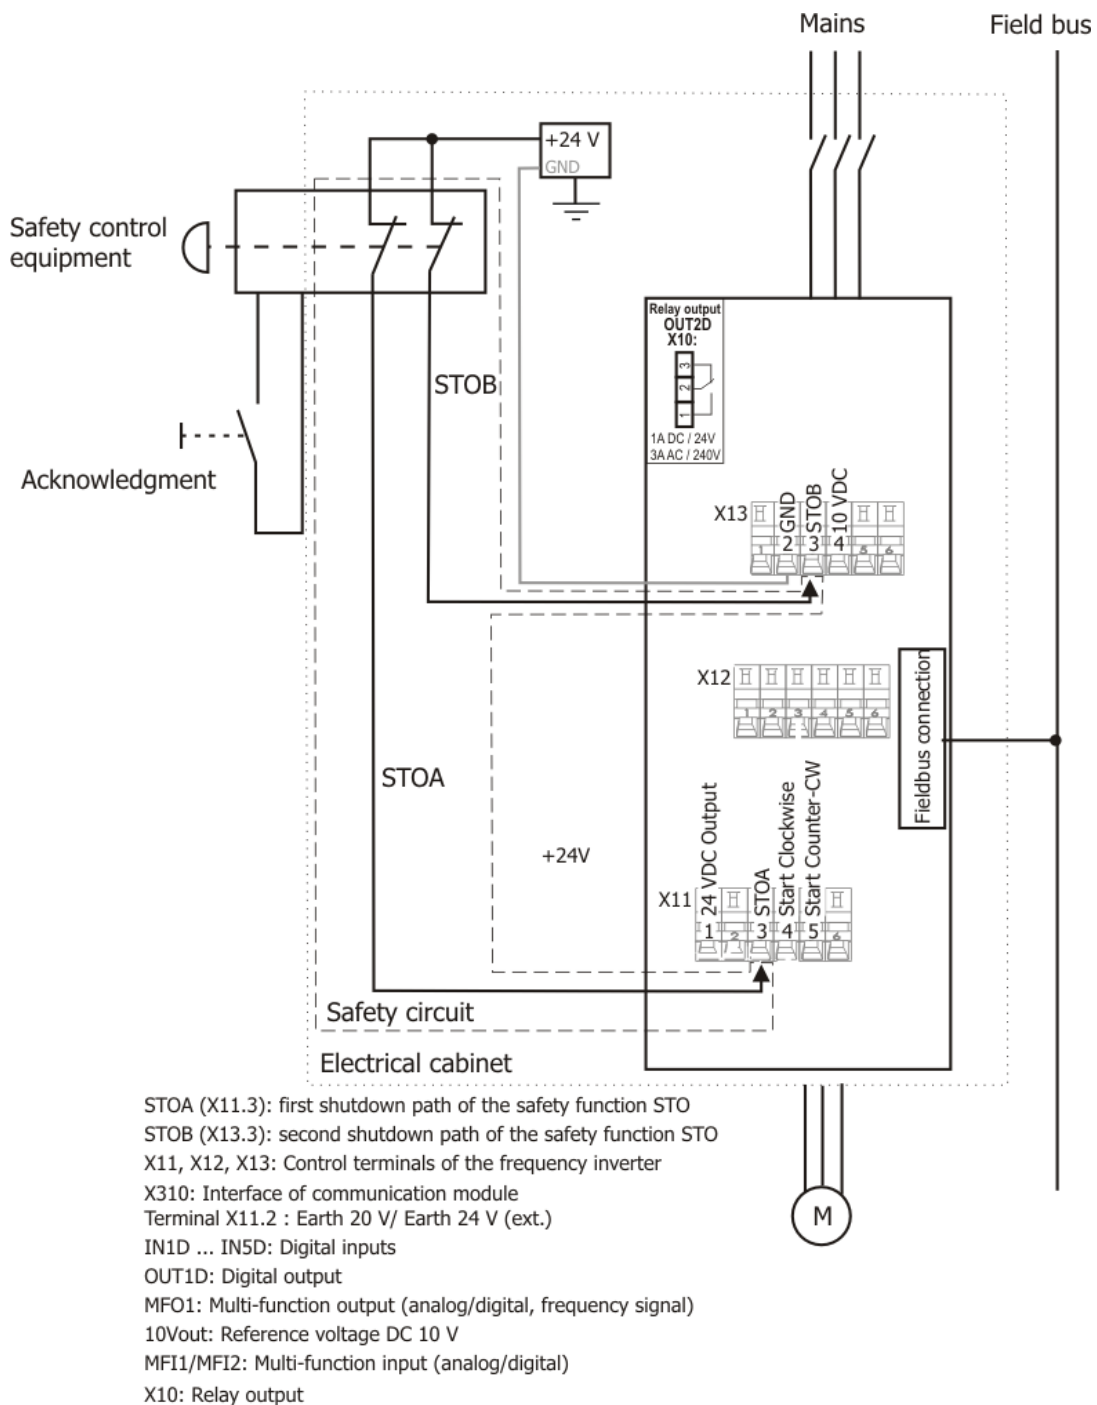 Mains
Field bus
+24 V
GND
Safety control
equipment
Relay output
OUT2D
X10:
3
2
1
1A DC / 24V
3A AC / 240V
STOB
Acknowledgment
X13
GND
STOB
10 VDC
1 2 3 4 5 6
X12
1 2 3 4 5 6
Fieldbus connection
STOA
+24V
X11
24 VDC Output
STOA
Start Clockwise
Start Counter-CW
1 2 3 4 5 6
Safety circuit
Electrical cabinet
M
STOA (X11.3): first shutdown path of the safety function STO
STOB (X13.3): second shutdown path of the safety function STO
X11, X12, X13: Control terminals of the frequency inverter
X310: Interface of communication module
Terminal X11.2 : Earth 20 V/ Earth 24 V (ext.)
IN1D ... IN5D: Digital inputs
OUT1D: Digital output
MFO1: Multi-function output (analog/digital, frequency signal)
10Vout: Reference voltage DC 10 V
MFI1/MFI2: Multi-function input (analog/digital)
X10: Relay output